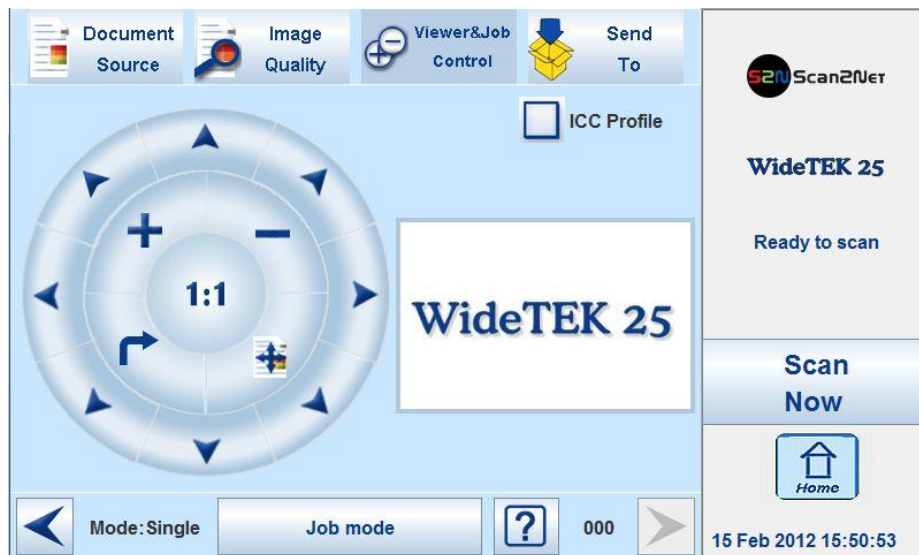 Document
Source
Image
Quality
Viewer&Job
Control
Send
To
ICC Profile
1:1
WideTEK 25
Mode:Single
Job mode
?
000
S2N Scan2Net
WideTEK 25
Ready to scan
Scan
Now
Home
15 Feb 2012 15:50:53